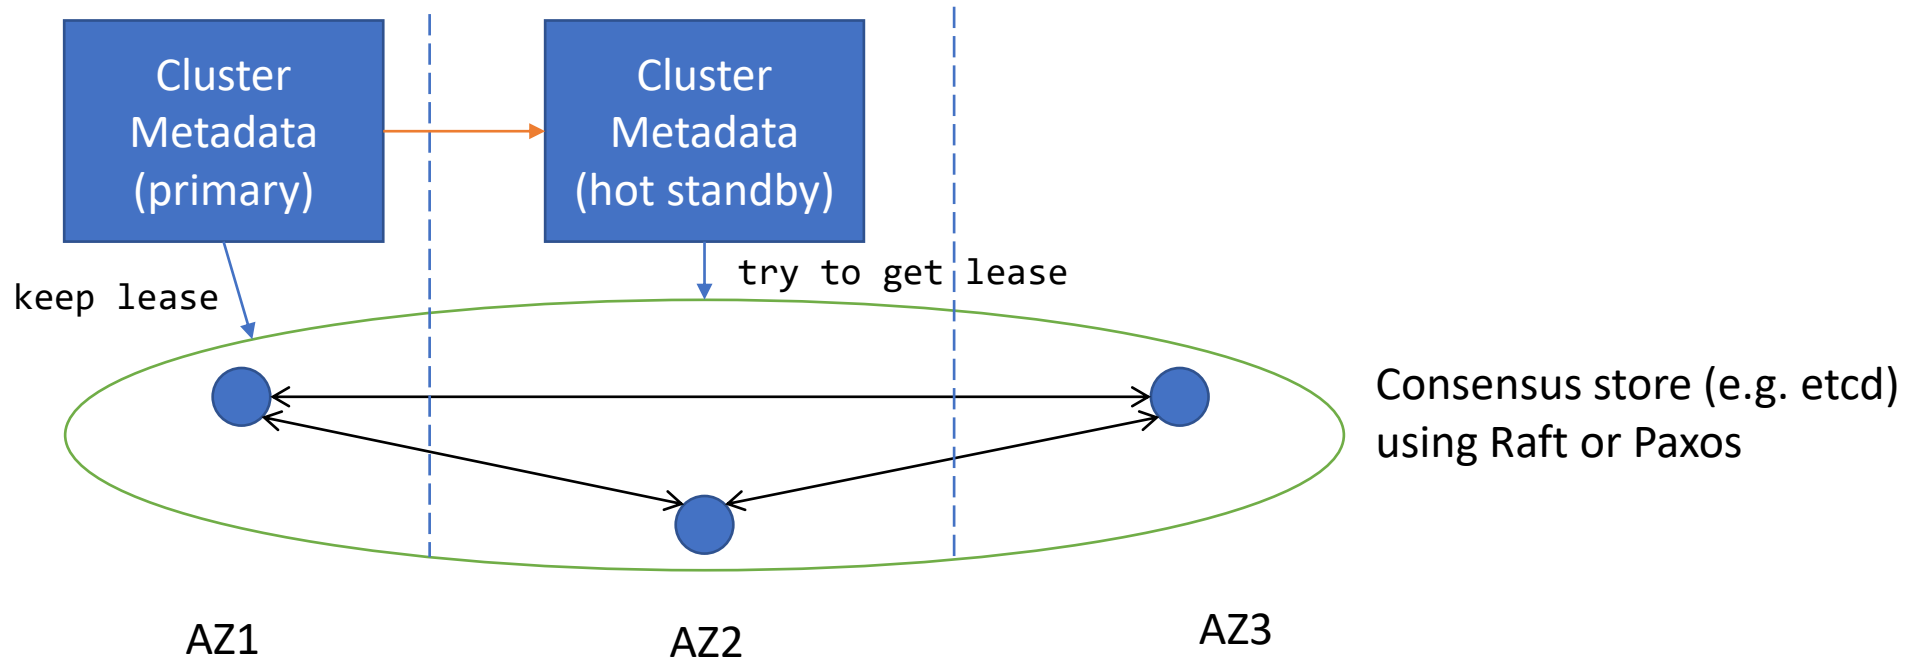 Cluster
Metadata
(primary)
Cluster
Metadata
(hot standby)
keep lease
try to get lease
Consensus store (e.g. etcd)
using Raft or Paxos
AZ1
AZ2
AZ3